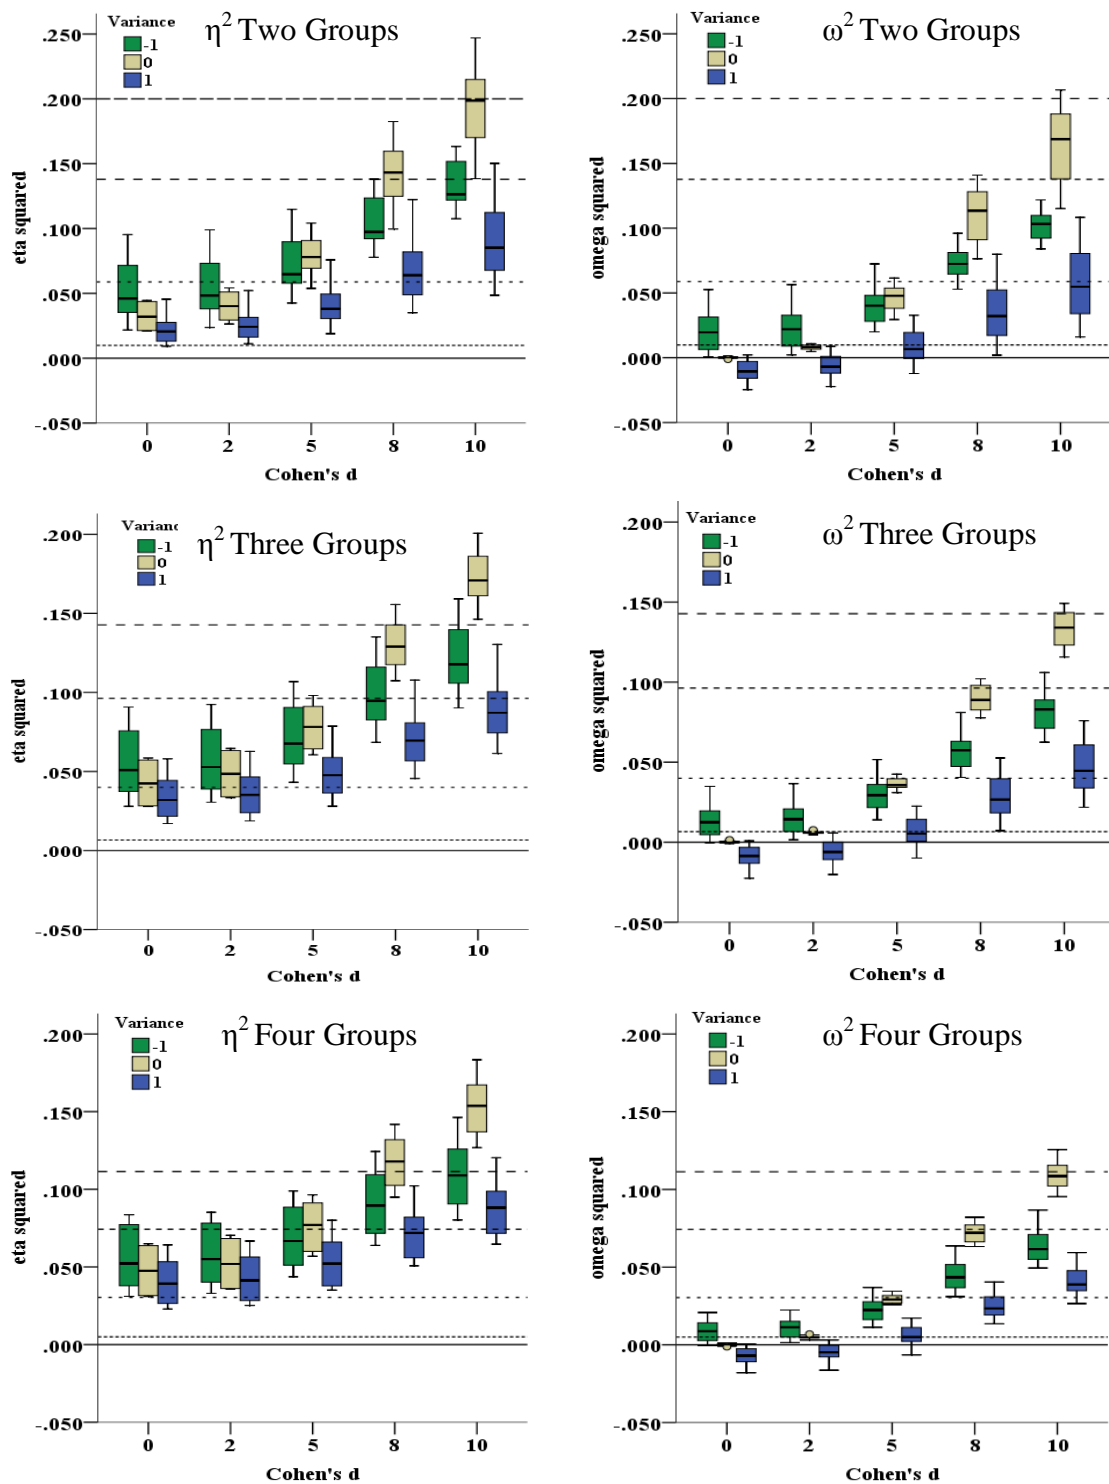 Variance
-1
0
1
η² Two Groups
.250
.200
.150
.100
.050
.000
-.050
eta squared
0 2 5 8 10
Cohen's d
Variance
-1
0
1
ω² Two Groups
.250
.200
.150
.100
.050
.000
-.050
omega squared
0 2 5 8 10
Cohen's d
Varianc
-1
0
1
η² Three Groups
.200
.150
.100
.050
.000
-.050
eta squared
0 2 5 8 10
Cohen's d
Variance
-1
0
1
ω² Three Groups
.200
.150
.100
.050
.000
-.050
omega squared
0 2 5 8 10
Cohen's d
Variance
-1
0
1
η² Four Groups
.200
.150
.100
.050
.000
-.050
eta squared
0 2 5 8 10
Cohen's d
Variance
-1
0
1
ω² Four Groups
.200
.150
.100
.050
.000
-.050
omega squared
0 2 5 8 10
Cohen's d